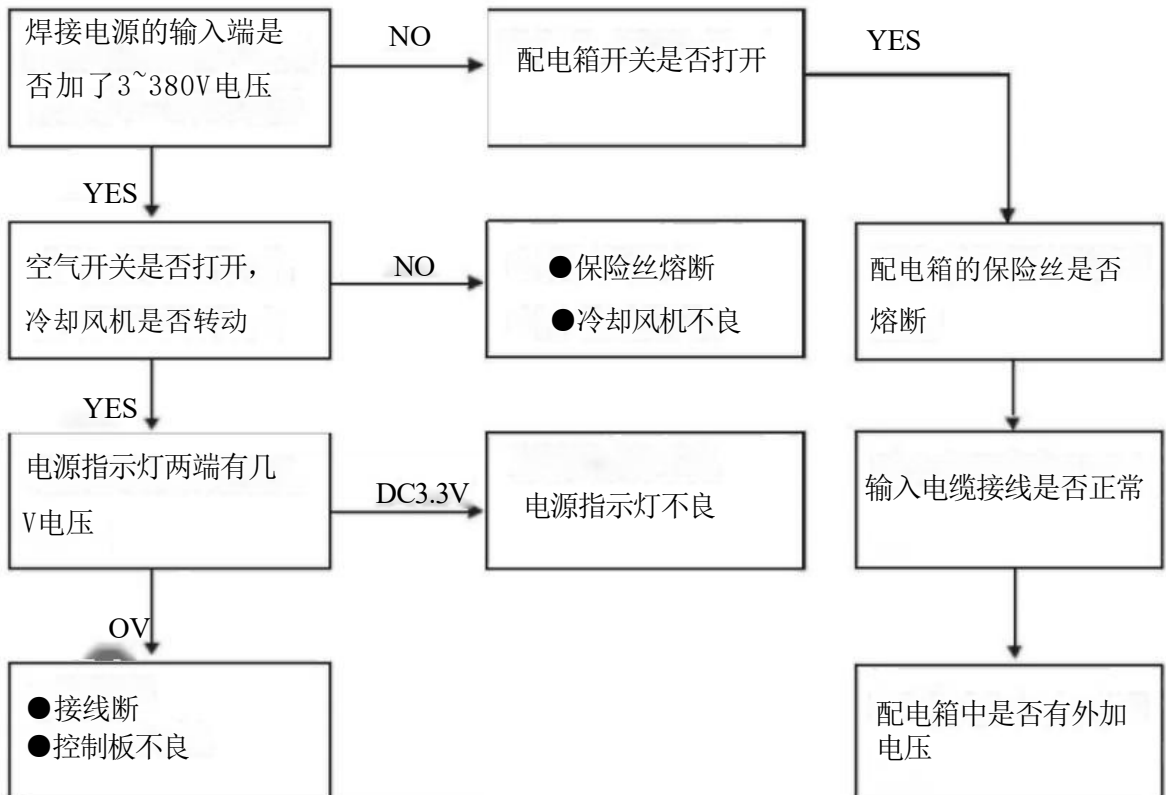 焊接电源的输入端是
否加了3~380V电压
NO
配电箱开关是否打开
YES
YES
空气开关是否打开，
冷却风机是否转动
NO
●保险丝熔断
●冷却风机不良
配电箱的保险丝是否
熔断
YES
电源指示灯两端有几
V电压
DC3.3V
电源指示灯不良
输入电缆接线是否正常
OV
●接线断
●控制板不良
配电箱中是否有外加
电压